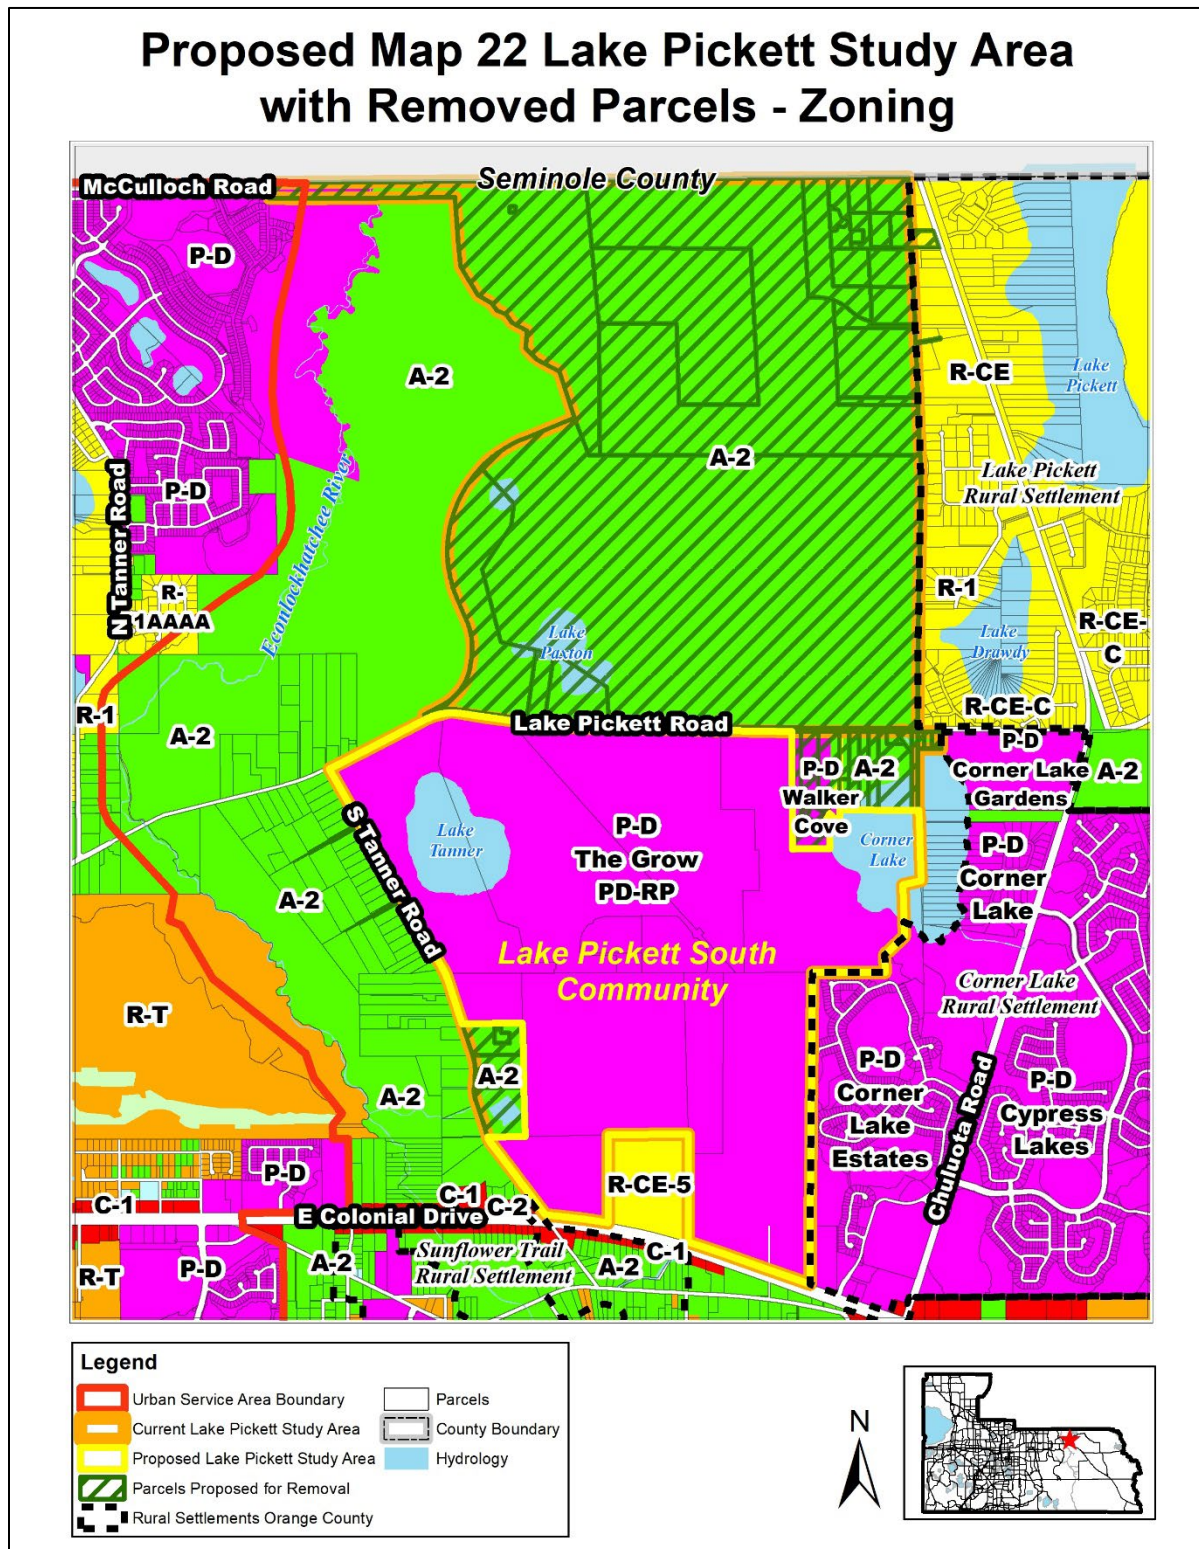 Proposed Map 22 Lake Pickett Study Area
with Removed Parcels - Zoning
Seminole County
McCulloch Road
P-D
A-2
R-CE
Lake
Pickett
A-2
Lake Pickett
Rural Settlement
P-D
N Tanner Road
Econlockhatchee River
R-
1AAAA
R-1
Lake
Paxton
Lake
Drawdy
R-CE-
C
R-CE-C
R-1
A-2
Lake Pickett Road
P-D
Corner Lake
Gardens
A-2
P-D
Walker
Cove
A-2
Corner
Lake
Lake
Tanner
S Tanner Road
P-D
The Grow
PD-RP
P-D
Corner
Lake
A-2
Lake Pickett South
Community
Corner Lake
Rural Settlement
R-T
A-2
A-2
P-D
Corner
Lake
Estates
Chuluota Road
P-D
Cypress
Lakes
P-D
R-CE-5
C-1
C-1
C-2
E Colonial Drive
C-1
Sunflower Trail
Rural Settlement
A-2
A-2
P-D
R-T
Legend
Urban Service Area Boundary
Current Lake Pickett Study Area
Proposed Lake Pickett Study Area
Parcels Proposed for Removal
Rural Settlements Orange County
Parcels
County Boundary
Hydrology
N